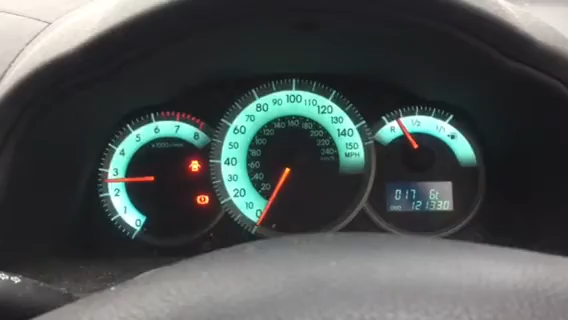 0 1 2 3 4 5 6 7 8
x1000r/min
0 10 20 30 40 50 60 70 80 90 100 110 120 130 140 150
MPH
20 40 60 80 100 120 140 160 180 200 220 240
km/h
R 1/2 1/1
ODO 121330